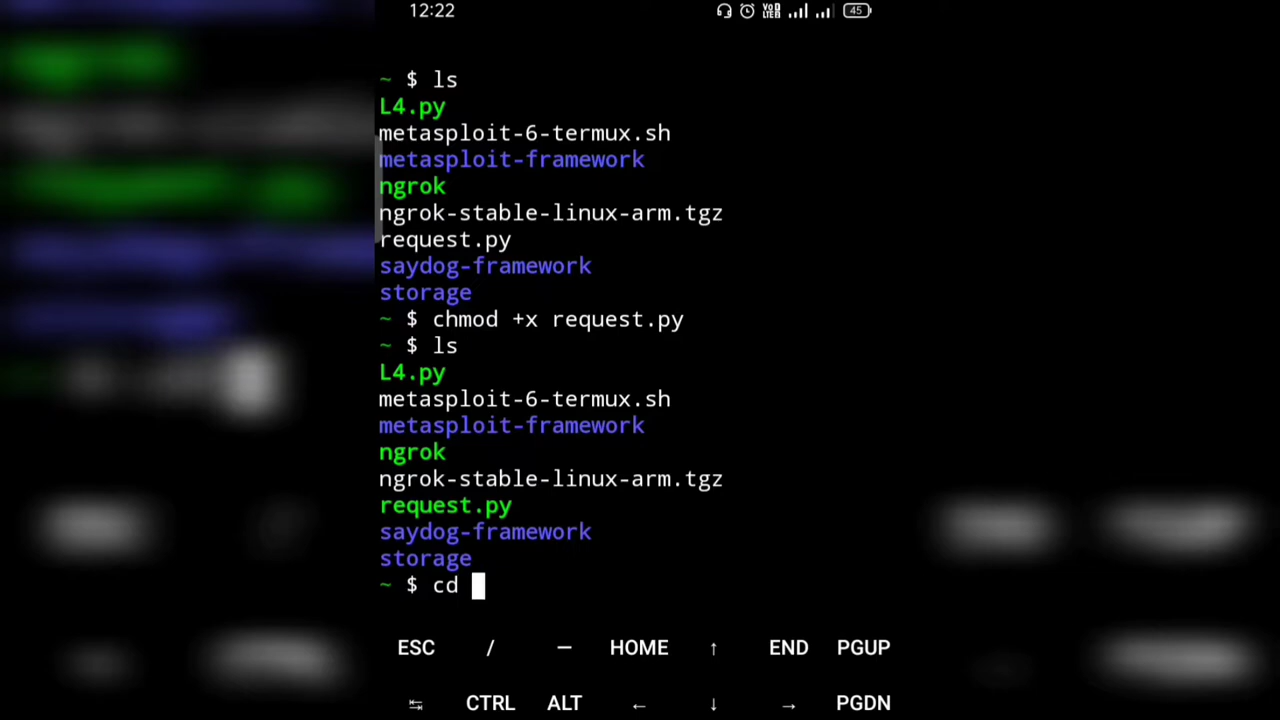 12:22 Vo) LTE2 45
~ $ ls
L4.py
metasploit-6-termux.sh
metasploit-framework
ngrok
ngrok-stable-linux-arm.tgz
request.py
saydog-framework
storage
~ $ chmod +x request.py
~ $ ls
L4.py
metasploit-6-termux.sh
metasploit-framework
ngrok
ngrok-stable-linux-arm.tgz
request.py
saydog-framework
storage
~ $ cd
ESC / — HOME ↑ END PGUP
↹ CTRL ALT ← ↓ → PGDN